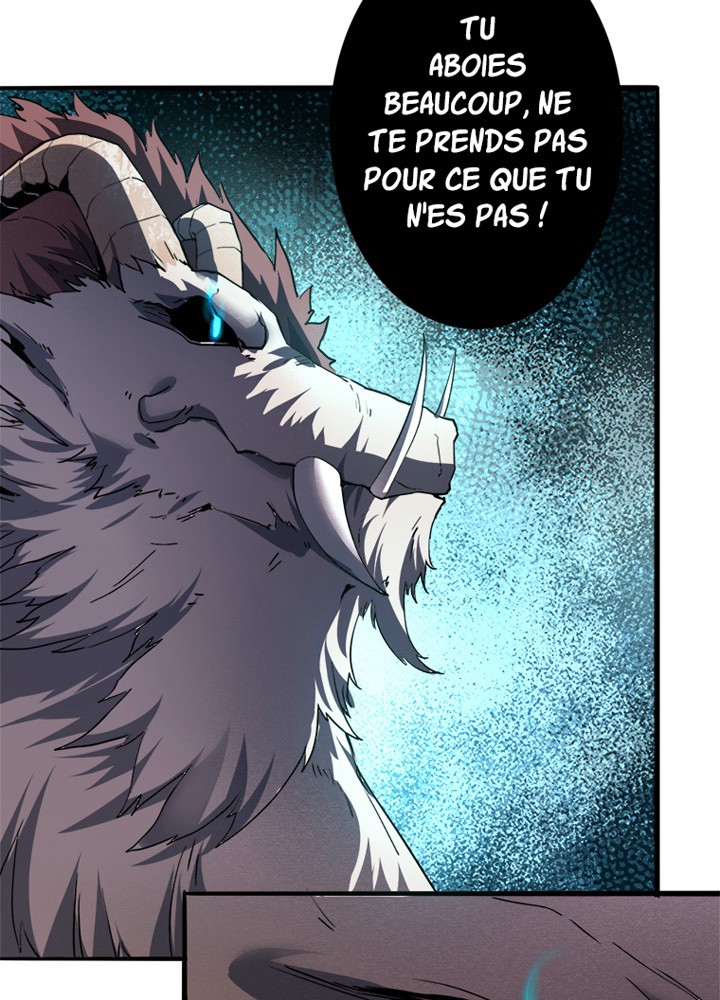 TU
ABOIES
BEAUCOUP, NE
TE PRENDS PAS
POUR CE QUE TU
N'ES PAS !